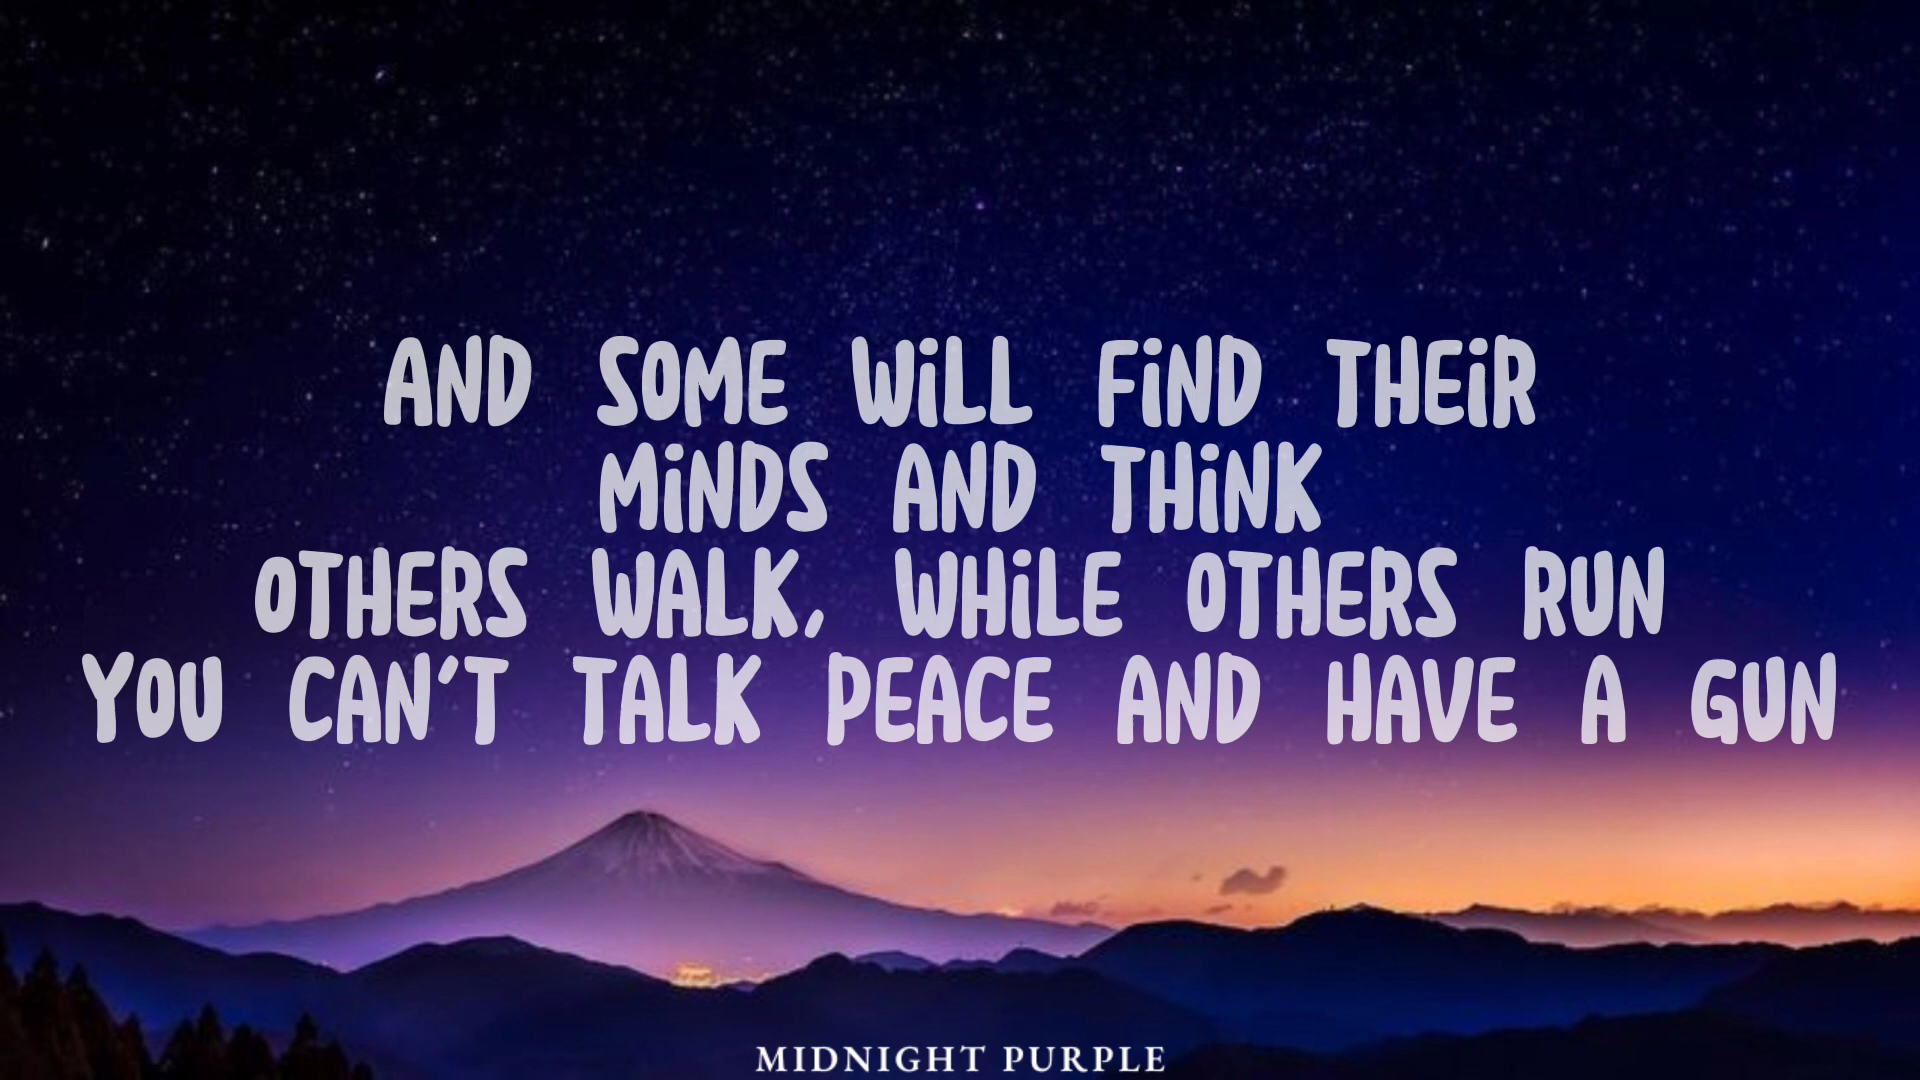 AND SOME WiLL FiND THEiR
MiNDS AND THiNK
OTHERS WALK, WHiLE OTHERS RUN
YOU CAN'T TALK PEACE AND HAVE A GUN
MIDNIGHT PURPLE